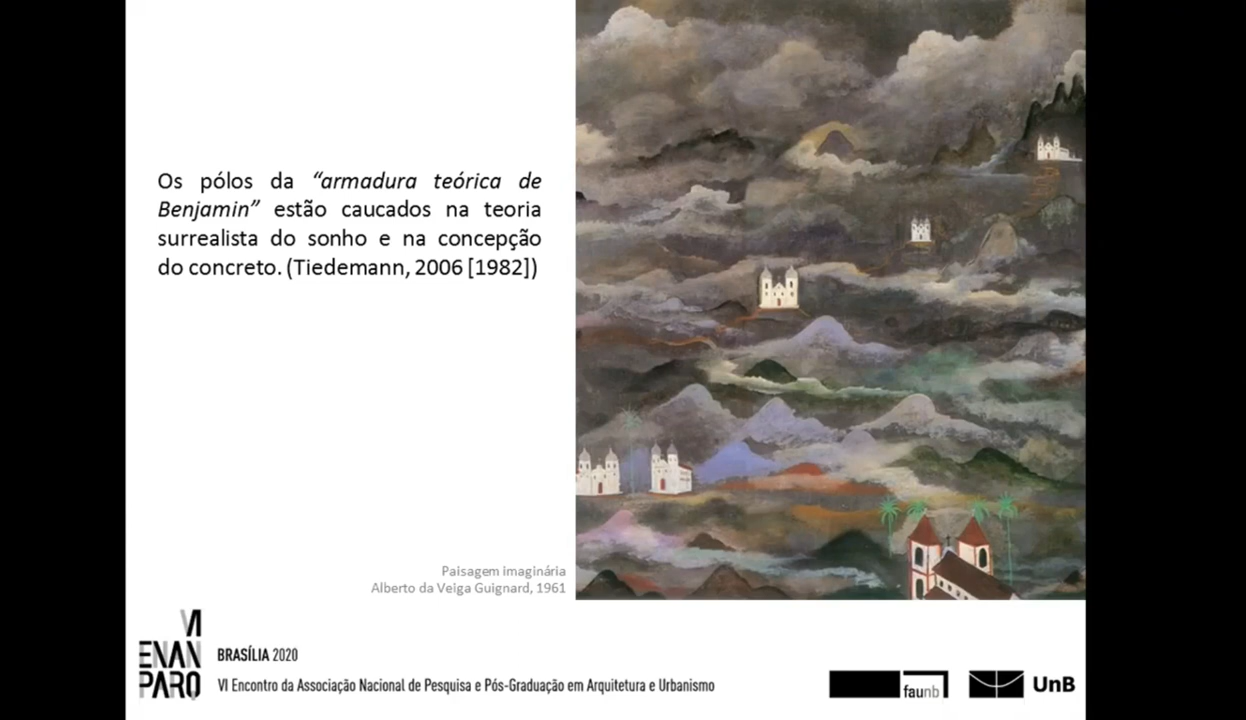 Os pólos da “armadura teórica de
Benjamin” estão caucados na teoria
surrealista do sonho e na concepção
do concreto. (Tiedemann, 2006 [1982])
Paisagem imaginária
Alberto da Veiga Guignard, 1961
VI
ENAN
PARQ
BRASÍLIA 2020
VI Encontro da Associação Nacional de Pesquisa e Pós-Graduação em Arquitetura e Urbanismo
faunb
UnB